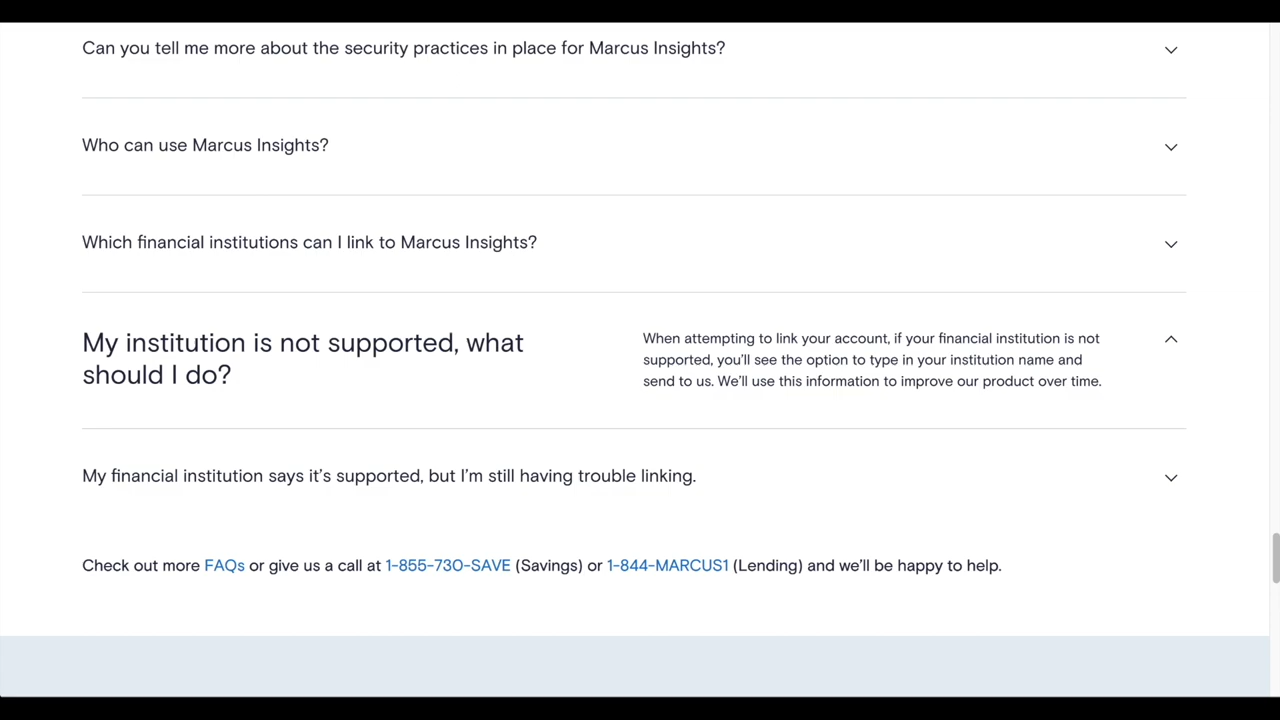 Can you tell me more about the security practices in place for Marcus Insights?
Who can use Marcus Insights?
Which financial institutions can I link to Marcus Insights?
My institution is not supported, what
should I do?
When attempting to link your account, if your financial institution is not
supported, you'll see the option to type in your institution name and
send to us. We'll use this information to improve our product over time.
My financial institution says it's supported, but I'm still having trouble linking.
Check out more FAQs or give us a call at 1-855-730-SAVE (Savings) or 1-844-MARCUS1 (Lending) and we'll be happy to help.